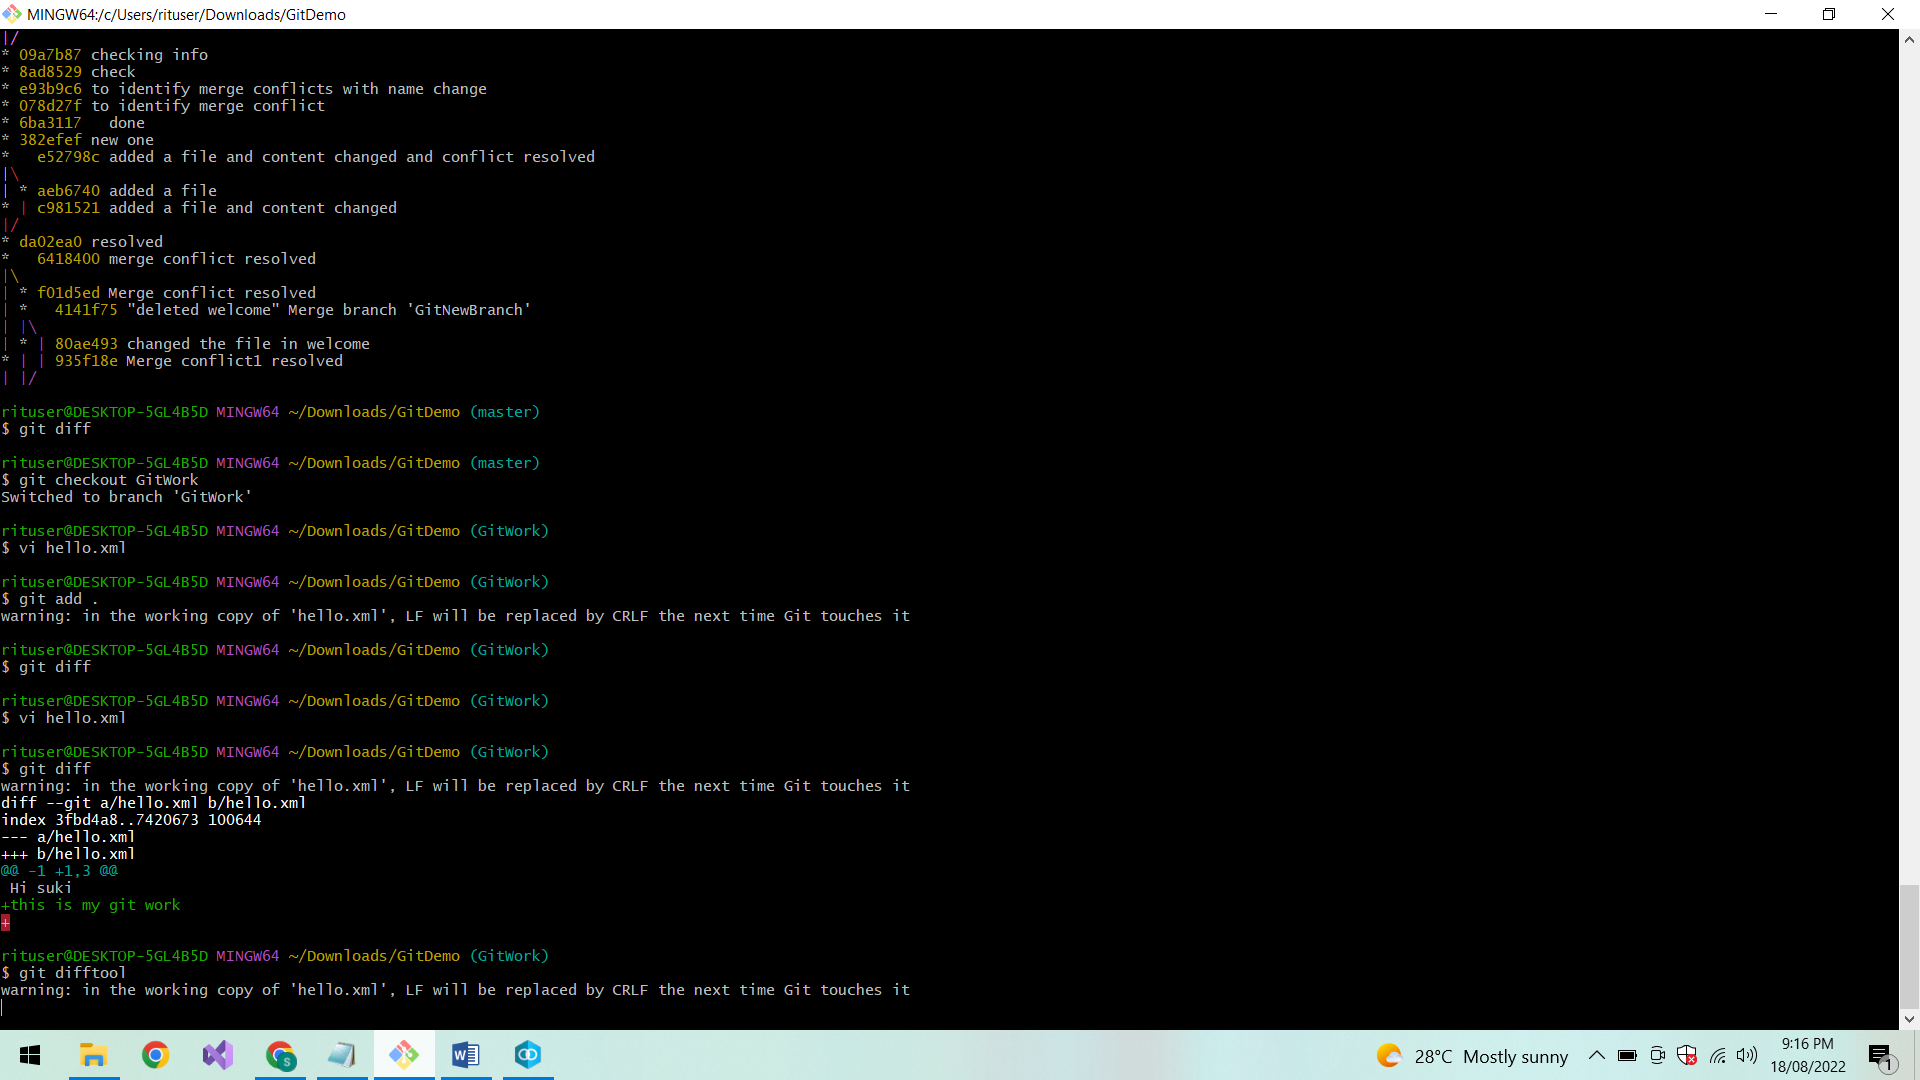 MINGW64:/c/Users/rituser/Downloads/GitDemo
|/
* 09a7b87 checking info
* 8ad8529 check
* e93b9c6 to identify merge conflicts with name change
* 078d27f to identify merge conflict
* 6ba3117   done
* 382efef new one
*   e52798c added a file and content changed and conflict resolved
|\
| * aeb6740 added a file
* | c981521 added a file and content changed
|/
* da02ea0 resolved
*   6418400 merge conflict resolved
|\
| * f01d5ed Merge conflict resolved
| *   4141f75 "deleted welcome" Merge branch 'GitNewBranch'
| |\
| * | 80ae493 changed the file in welcome
* | | 935f18e Merge conflict1 resolved
| |/
rituser@DESKTOP-5GL4B5D MINGW64 ~/Downloads/GitDemo (master)
$ git diff
rituser@DESKTOP-5GL4B5D MINGW64 ~/Downloads/GitDemo (master)
$ git checkout GitWork
Switched to branch 'GitWork'
rituser@DESKTOP-5GL4B5D MINGW64 ~/Downloads/GitDemo (GitWork)
$ vi hello.xml
rituser@DESKTOP-5GL4B5D MINGW64 ~/Downloads/GitDemo (GitWork)
$ git add .
warning: in the working copy of 'hello.xml', LF will be replaced by CRLF the next time Git touches it
rituser@DESKTOP-5GL4B5D MINGW64 ~/Downloads/GitDemo (GitWork)
$ git diff
rituser@DESKTOP-5GL4B5D MINGW64 ~/Downloads/GitDemo (GitWork)
$ vi hello.xml
rituser@DESKTOP-5GL4B5D MINGW64 ~/Downloads/GitDemo (GitWork)
$ git diff
warning: in the working copy of 'hello.xml', LF will be replaced by CRLF the next time Git touches it
diff --git a/hello.xml b/hello.xml
index 3fbd4a8..7420673 100644
--- a/hello.xml
+++ b/hello.xml
@@ -1 +1,3 @@
 Hi suki
+this is my git work
+
rituser@DESKTOP-5GL4B5D MINGW64 ~/Downloads/GitDemo (GitWork)
$ git difftool
warning: in the working copy of 'hello.xml', LF will be replaced by CRLF the next time Git touches it
28°C Mostly sunny
9:16 PM
18/08/2022
1